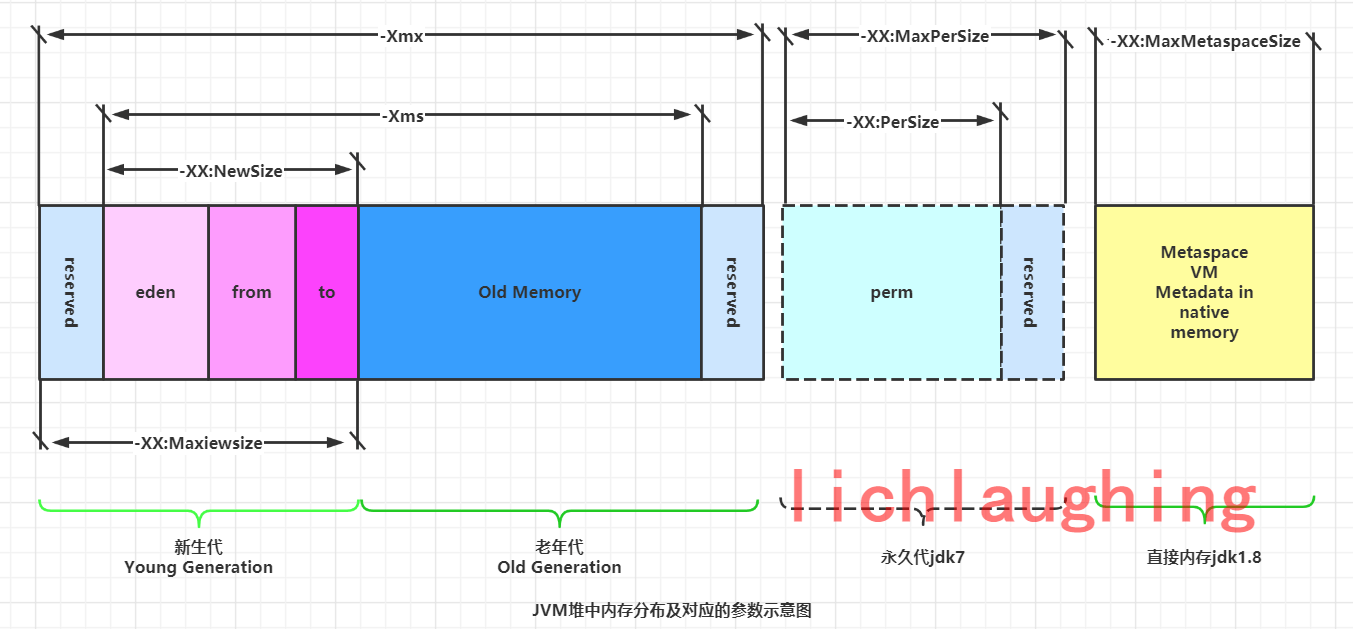 -Xmx
-XX:MaxPerSize
-XX:MaxMetaspaceSize
-Xms
-XX:PerSize
-XX:NewSize
reserved
eden
from
to
Old Memory
reserved
perm
reserved
Metaspace
VM
Metadata in
native
memory
-XX:Maxiewsize
lichlaughing
新生代
Young Generation
老年代
Old Generation
永久代jdk7
直接内存jdk1.8
JVM堆中内存分布及对应的参数示意图